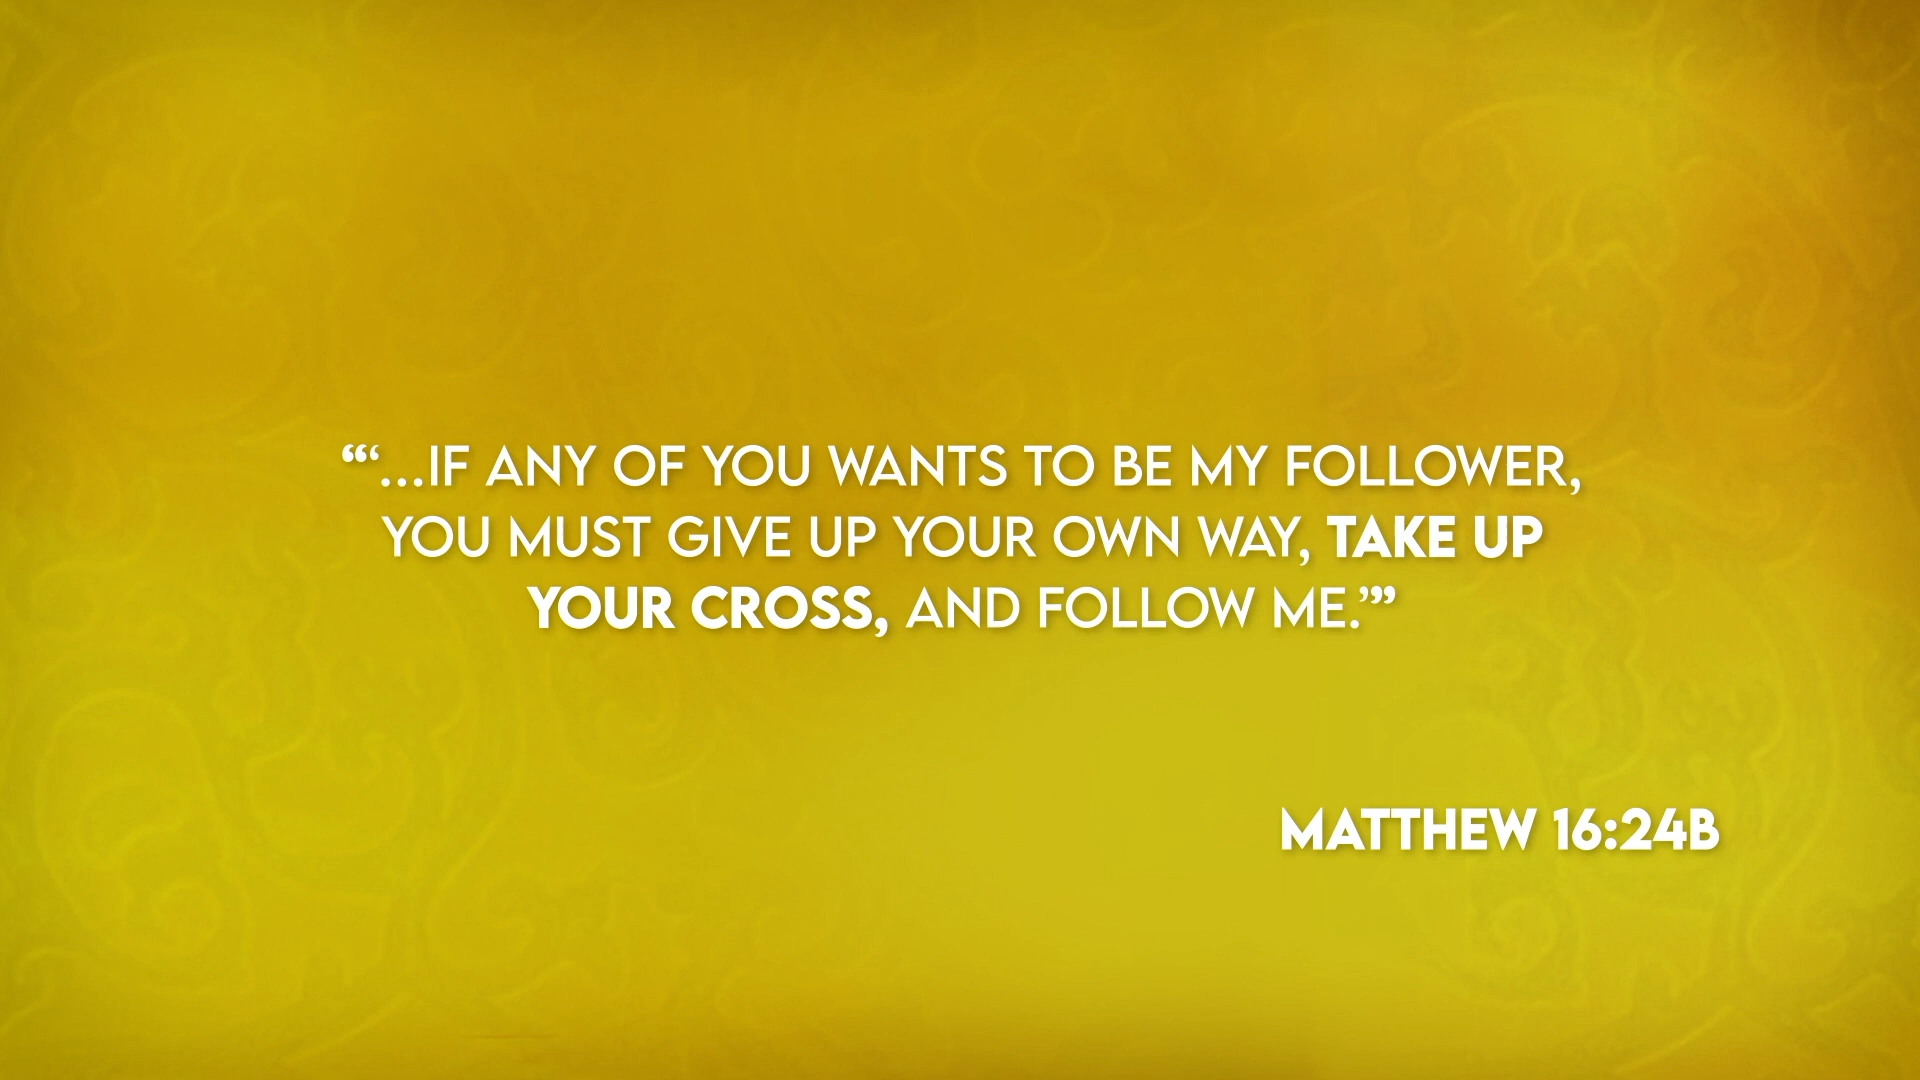 “‘...IF ANY OF YOU WANTS TO BE MY FOLLOWER,
YOU MUST GIVE UP YOUR OWN WAY, TAKE UP
YOUR CROSS, AND FOLLOW ME.’”
MATTHEW 16:24B